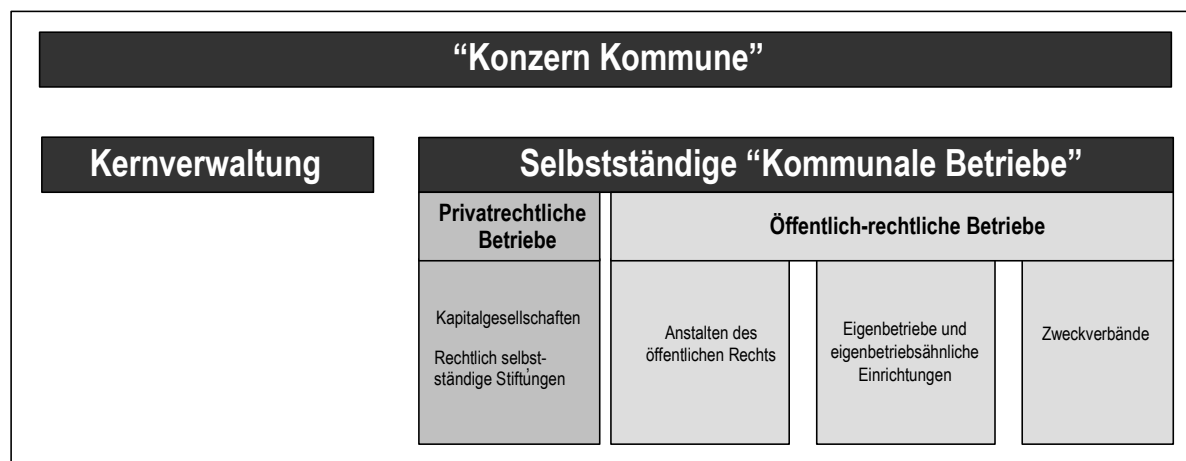 “Konzern Kommune”
Kernverwaltung
Selbstständige “Kommunale Betriebe”
Privatrechtliche
Betriebe
Öffentlich-rechtliche Betriebe
Kapitalgesellschaften
Rechtlich selbst-
ständige Stiftungen
Anstalten des
öffentlichen Rechts
Eigenbetriebe und
eigenbetriebsähnliche
Einrichtungen
Zweckverbände